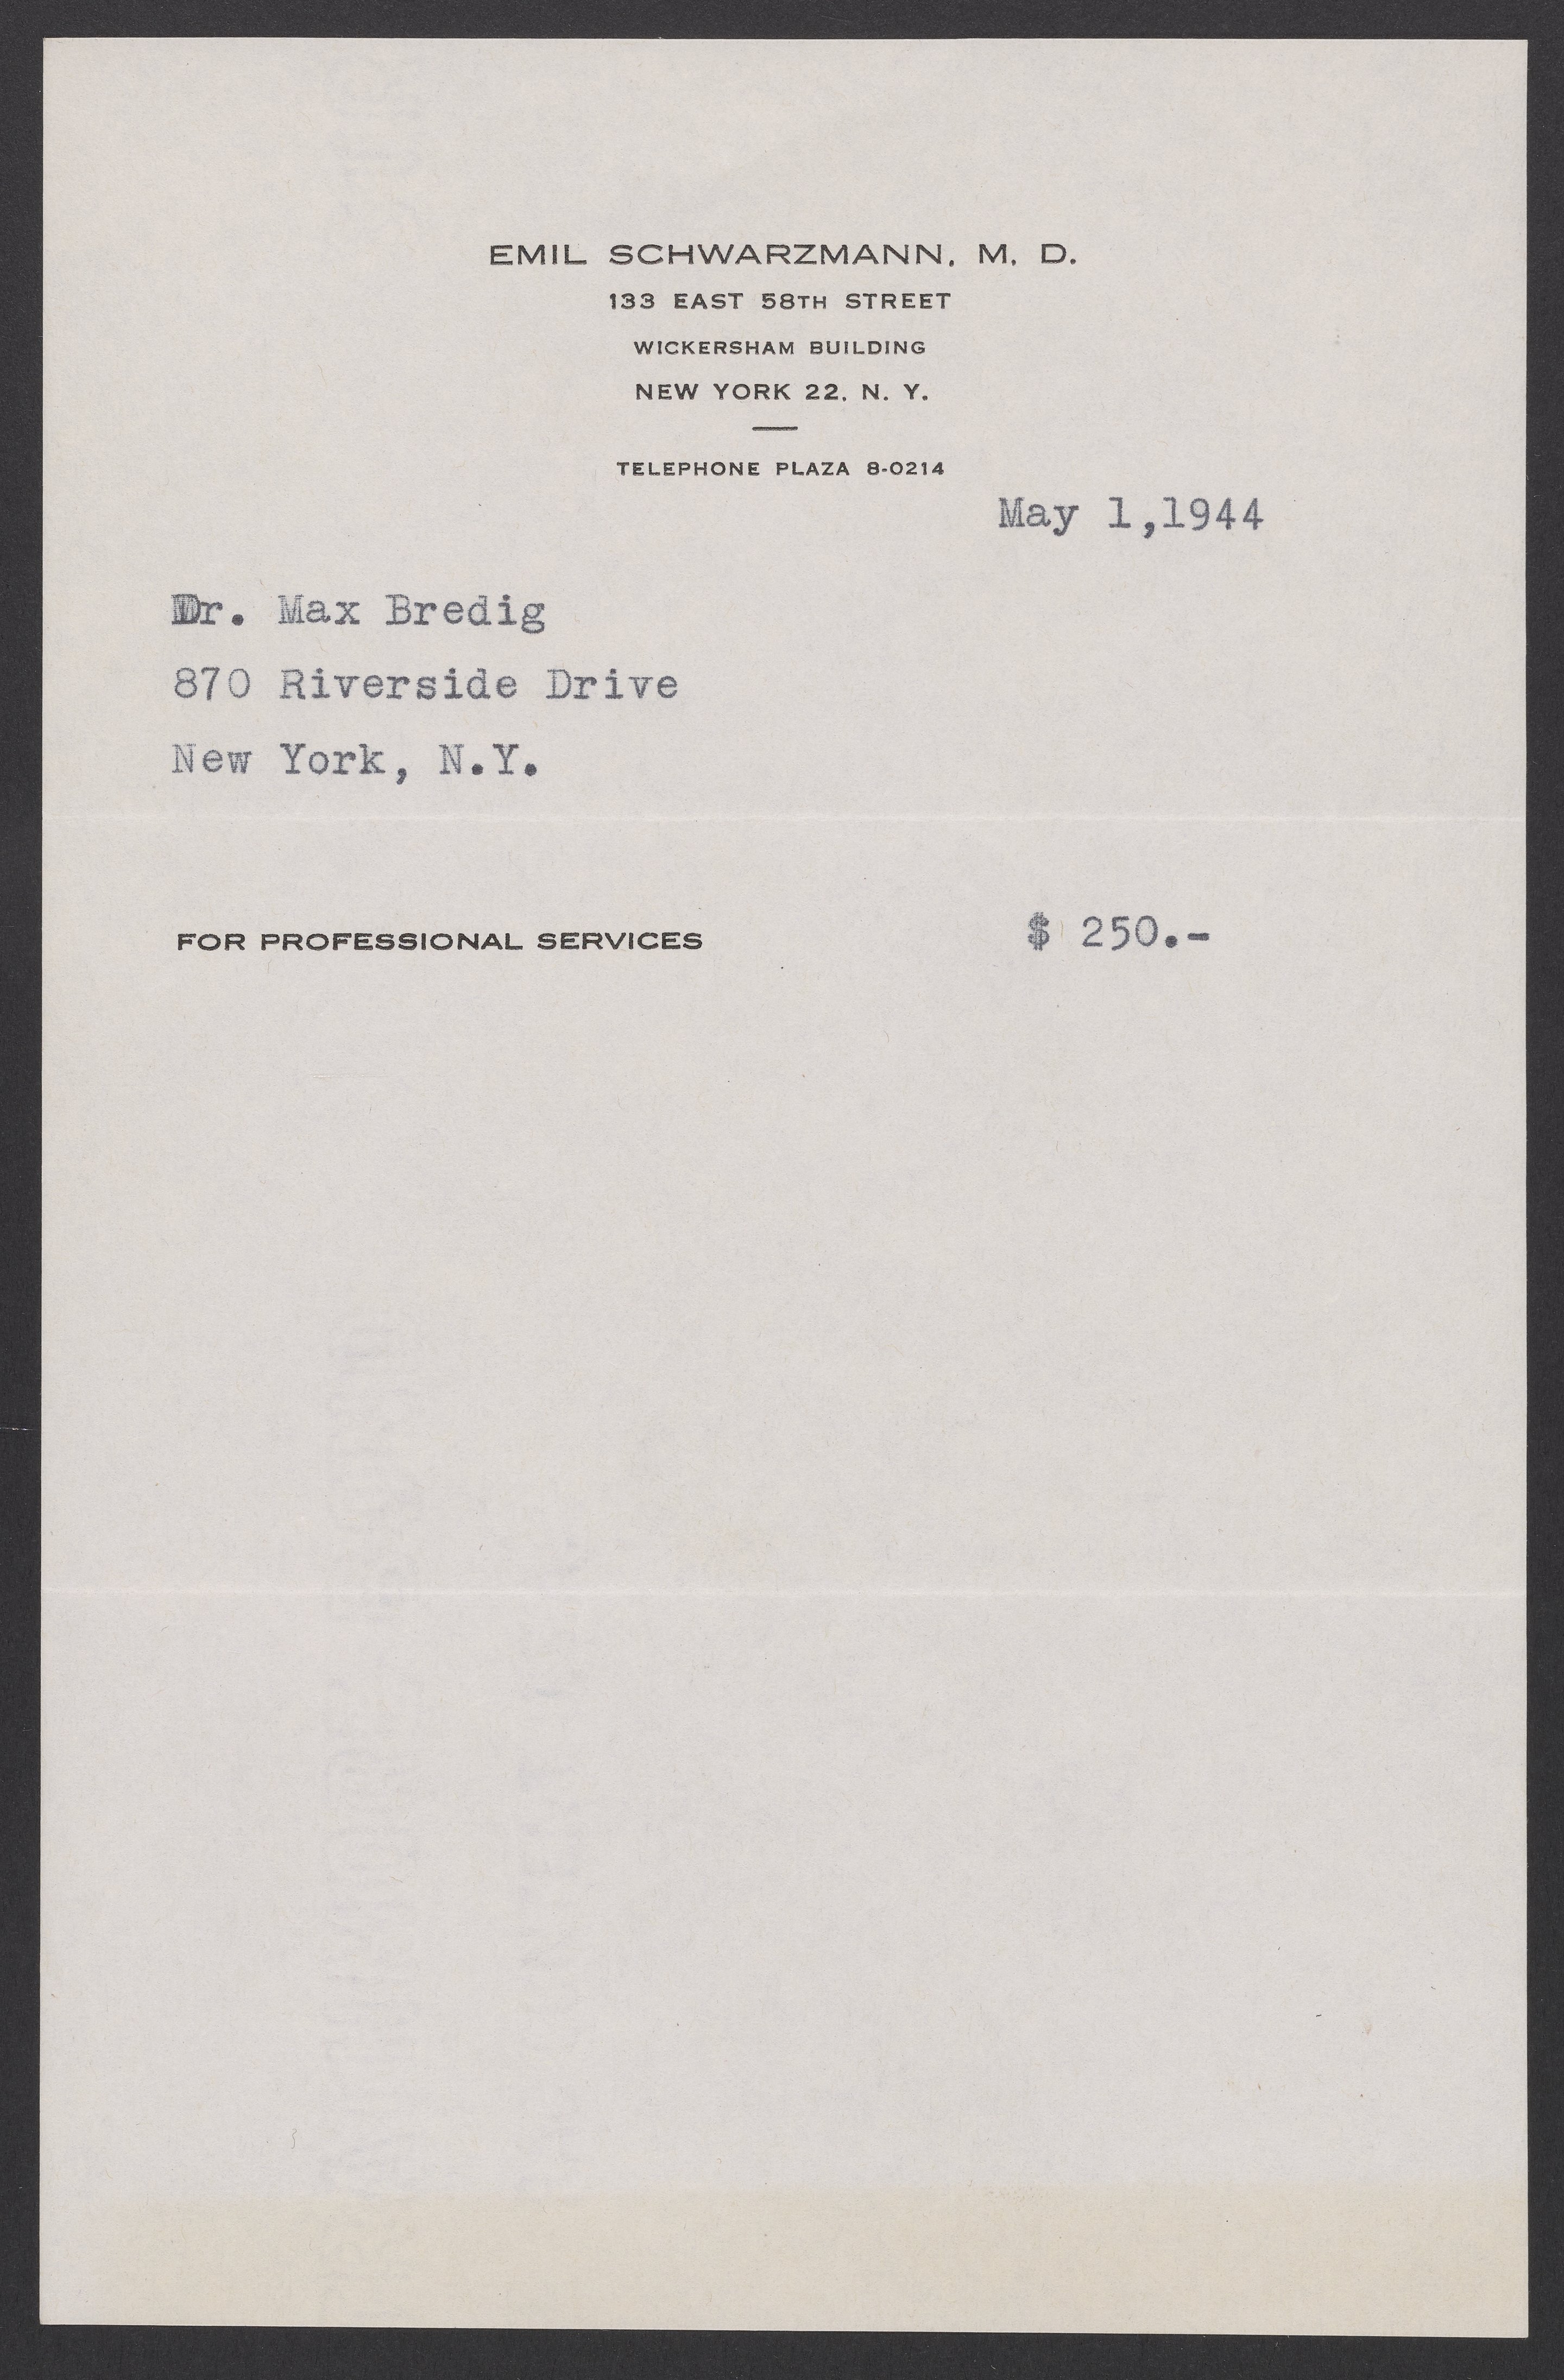 EMIL SCHWARZMANN, M. D.
133 EAST 58TH STREET
WICKERSHAM BUILDING
NEW YORK 22, N. Y.
TELEPHONE PLAZA 8-0214
May 1,1944
Dr. Max Bredig
870 Riverside Drive
New York, N.Y.
FOR PROFESSIONAL SERVICES $ 250.-